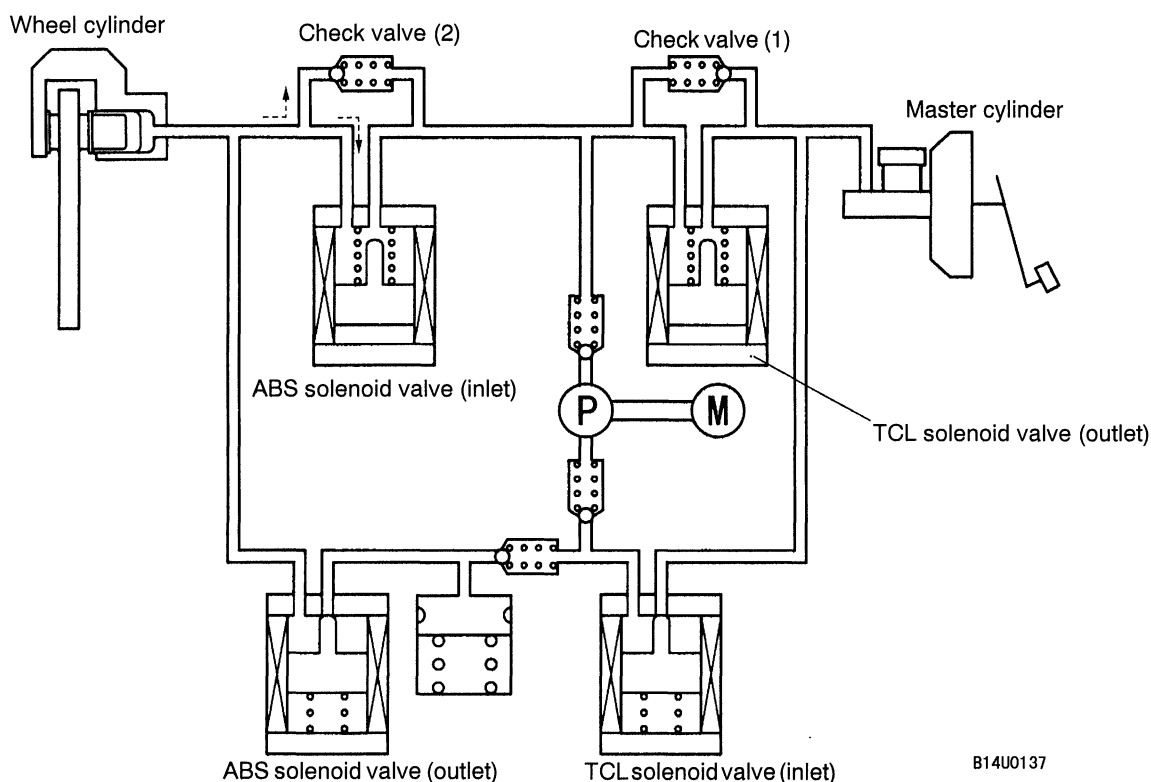 Wheel cylinder
Check valve (2)
Check valve (1)
Master cylinder
ABS solenoid valve (inlet)
P
M
TCL solenoid valve (outlet)
ABS solenoid valve (outlet)
TCL solenoid valve (inlet)
B14U0137